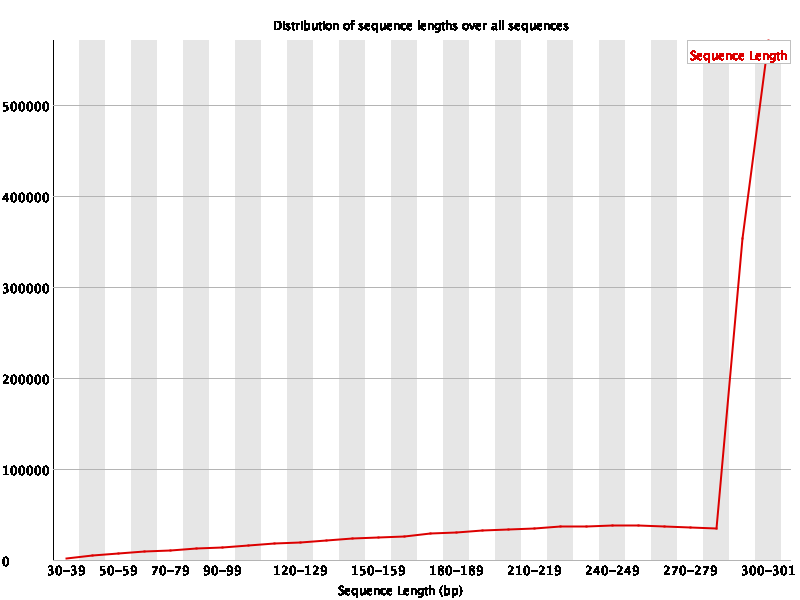 Distribution of sequence lengths over all sequences
Sequence Length
500000
400000
300000
200000
100000
0
30-39 50-59 70-79 90-99 120-129 150-159 180-189 210-219 240-249 270-279 300-301
Sequence Length (bp)